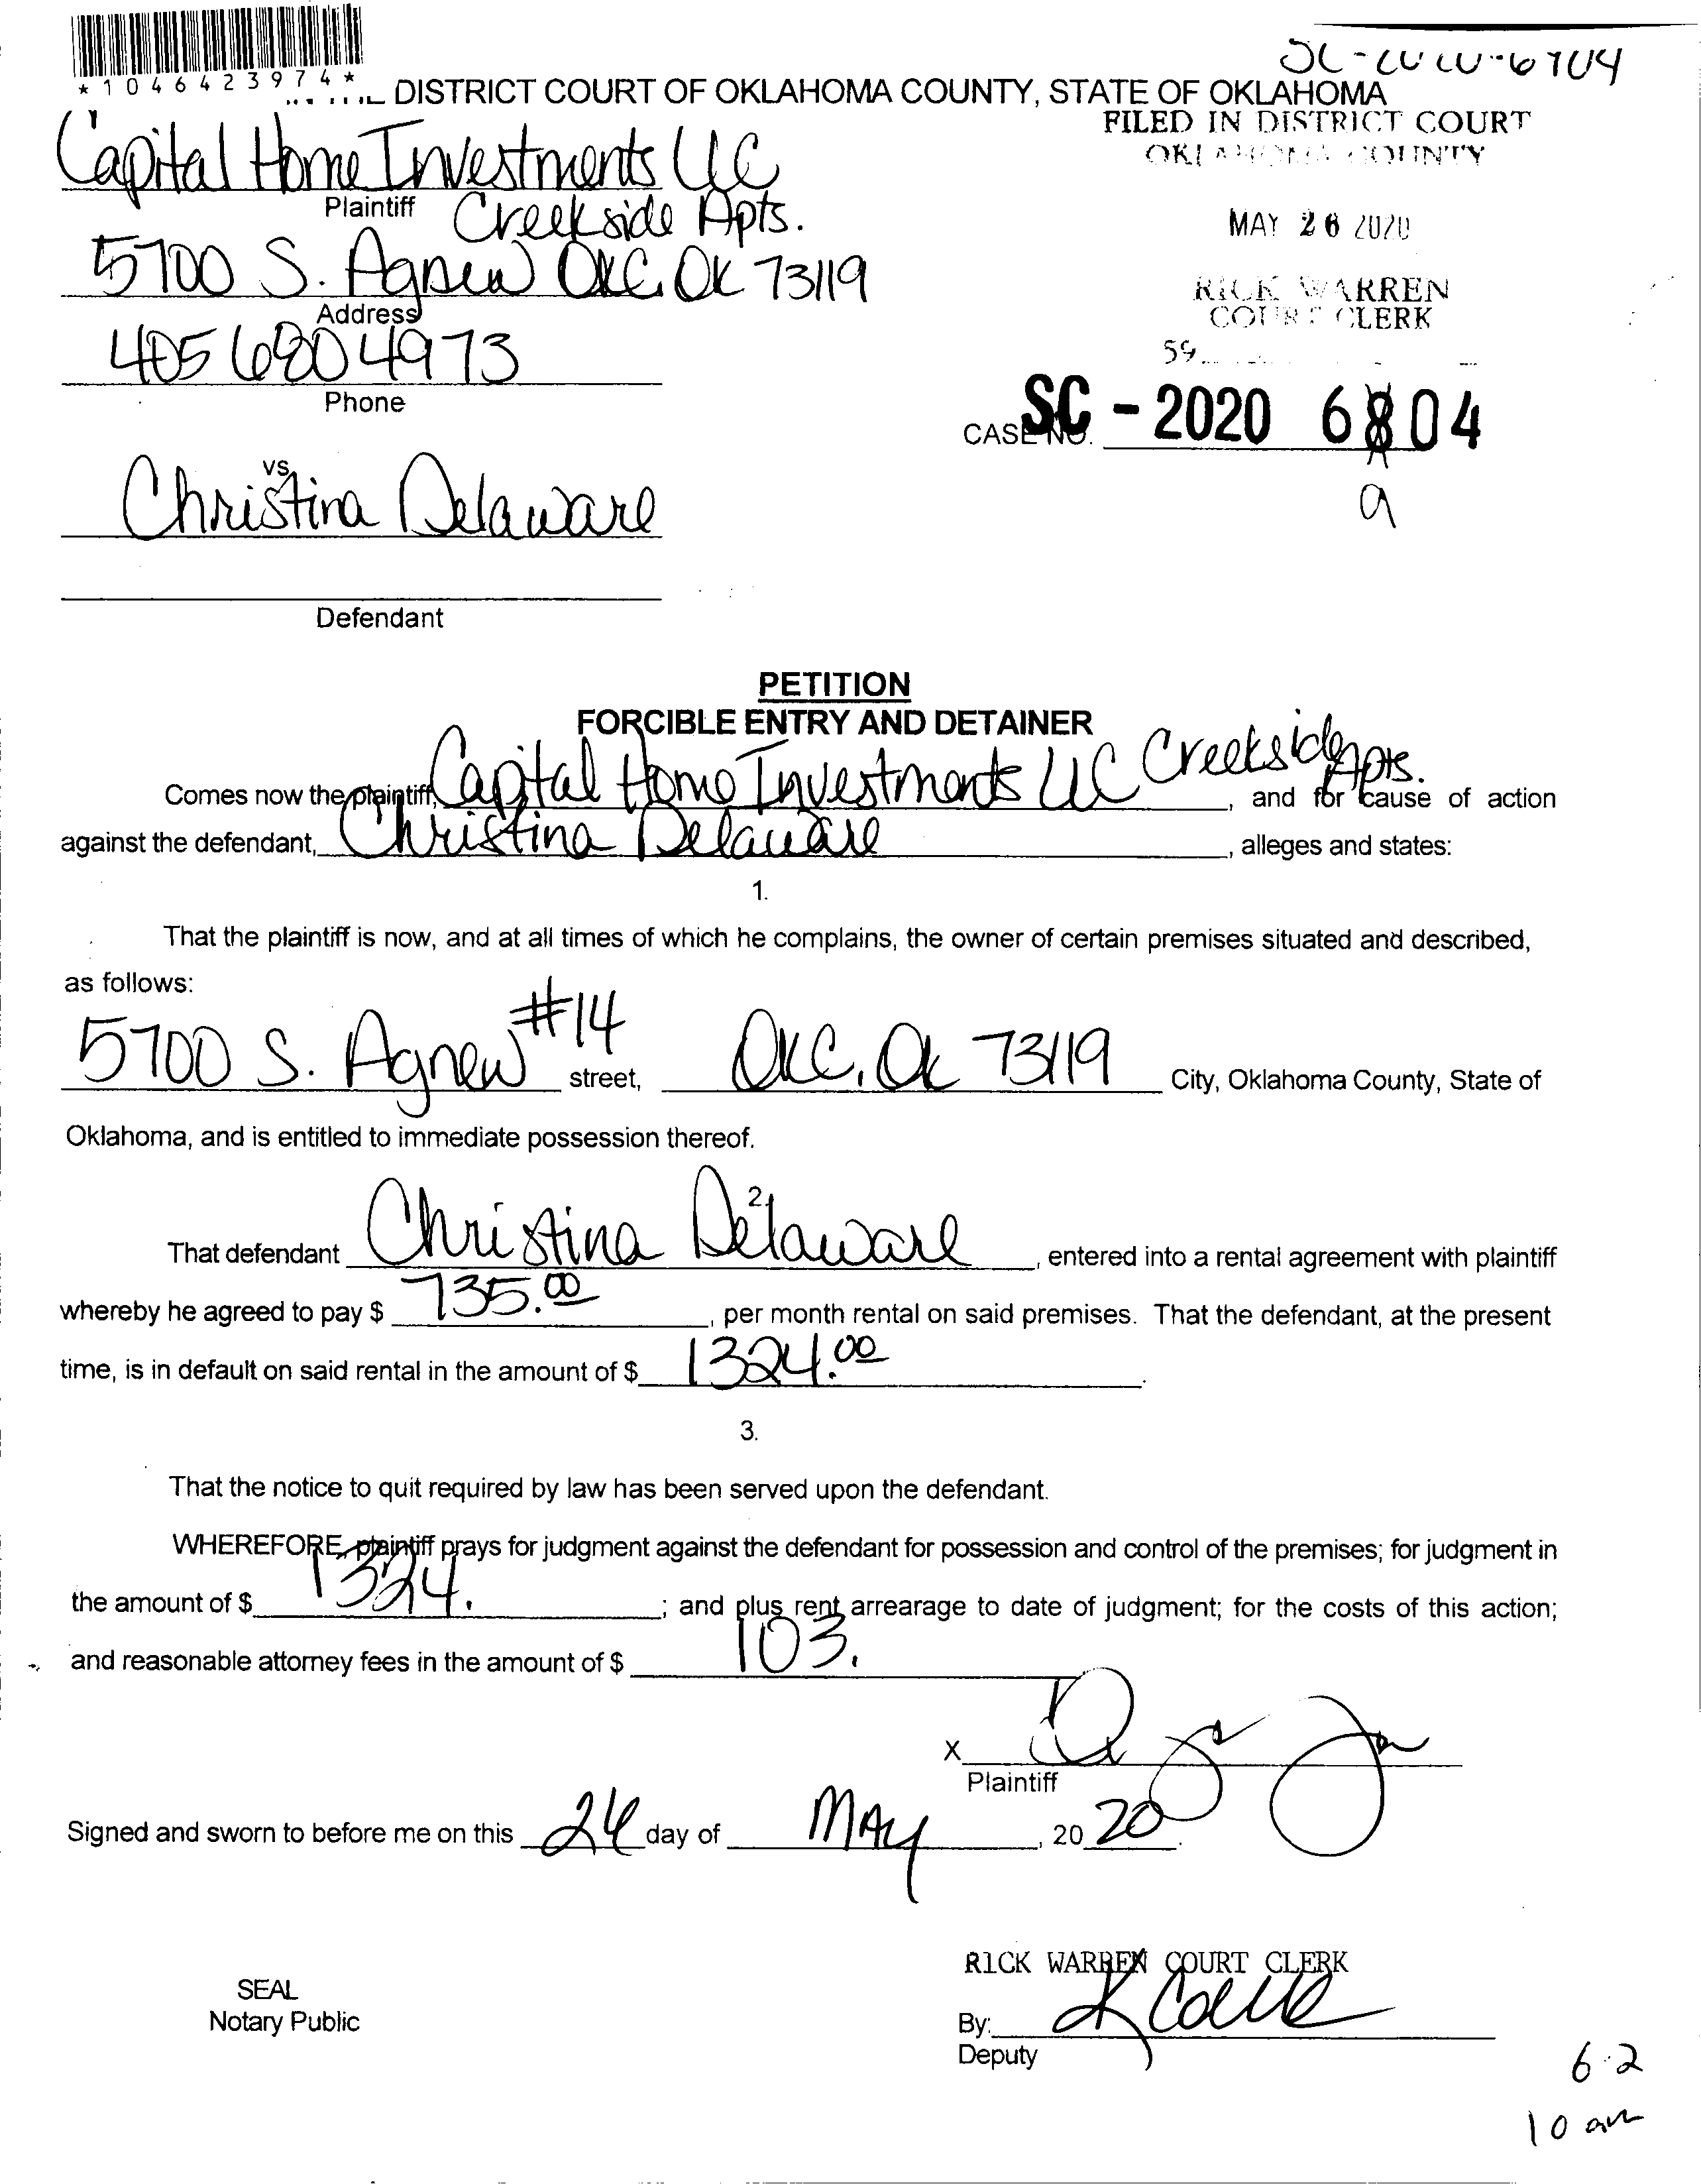 *1046423974*
SC-2020-6904
DISTRICT COURT OF OKLAHOMA COUNTY, STATE OF OKLAHOMA
FILED IN DISTRICT COURT
OKLAHOMA COUNTY
Capital Home Investments LLC
Plaintiff
Creekside Apts.
MAY 26 2020
5700 S. Agnew OKC, OK 73119
Address
RICK WARREN
COURT CLERK
405 680 4973
Phone
59
CASE NO. SC - 2020 6804
9
vs.
Christina Delaware
Defendant
PETITION
FORCIBLE ENTRY AND DETAINER
Comes now the plaintiff, Capital Home Investments LLC Creekside Apts., and for cause of action
against the defendant, Christina Delaware, alleges and states:
1.
That the plaintiff is now, and at all times of which he complains, the owner of certain premises situated and described,
as follows:
5700 S. Agnew #14 street, OKC, Ok 73119 City, Oklahoma County, State of
Oklahoma, and is entitled to immediate possession thereof.
2.
That defendant Christina Delaware, entered into a rental agreement with plaintiff
whereby he agreed to pay $ 735.00, per month rental on said premises. That the defendant, at the present
time, is in default on said rental in the amount of $ 1324.00.
3.
That the notice to quit required by law has been served upon the defendant.
WHEREFORE, plaintiff prays for judgment against the defendant for possession and control of the premises; for judgment in
the amount of $ 1324. ; and plus rent arrearage to date of judgment; for the costs of this action;
and reasonable attorney fees in the amount of $ 103.
X
Plaintiff
Signed and sworn to before me on this 26 day of MAY, 20 20.
RICK WARREN COURT CLERK
SEAL
Notary Public
By:
Deputy
6-2
10 am